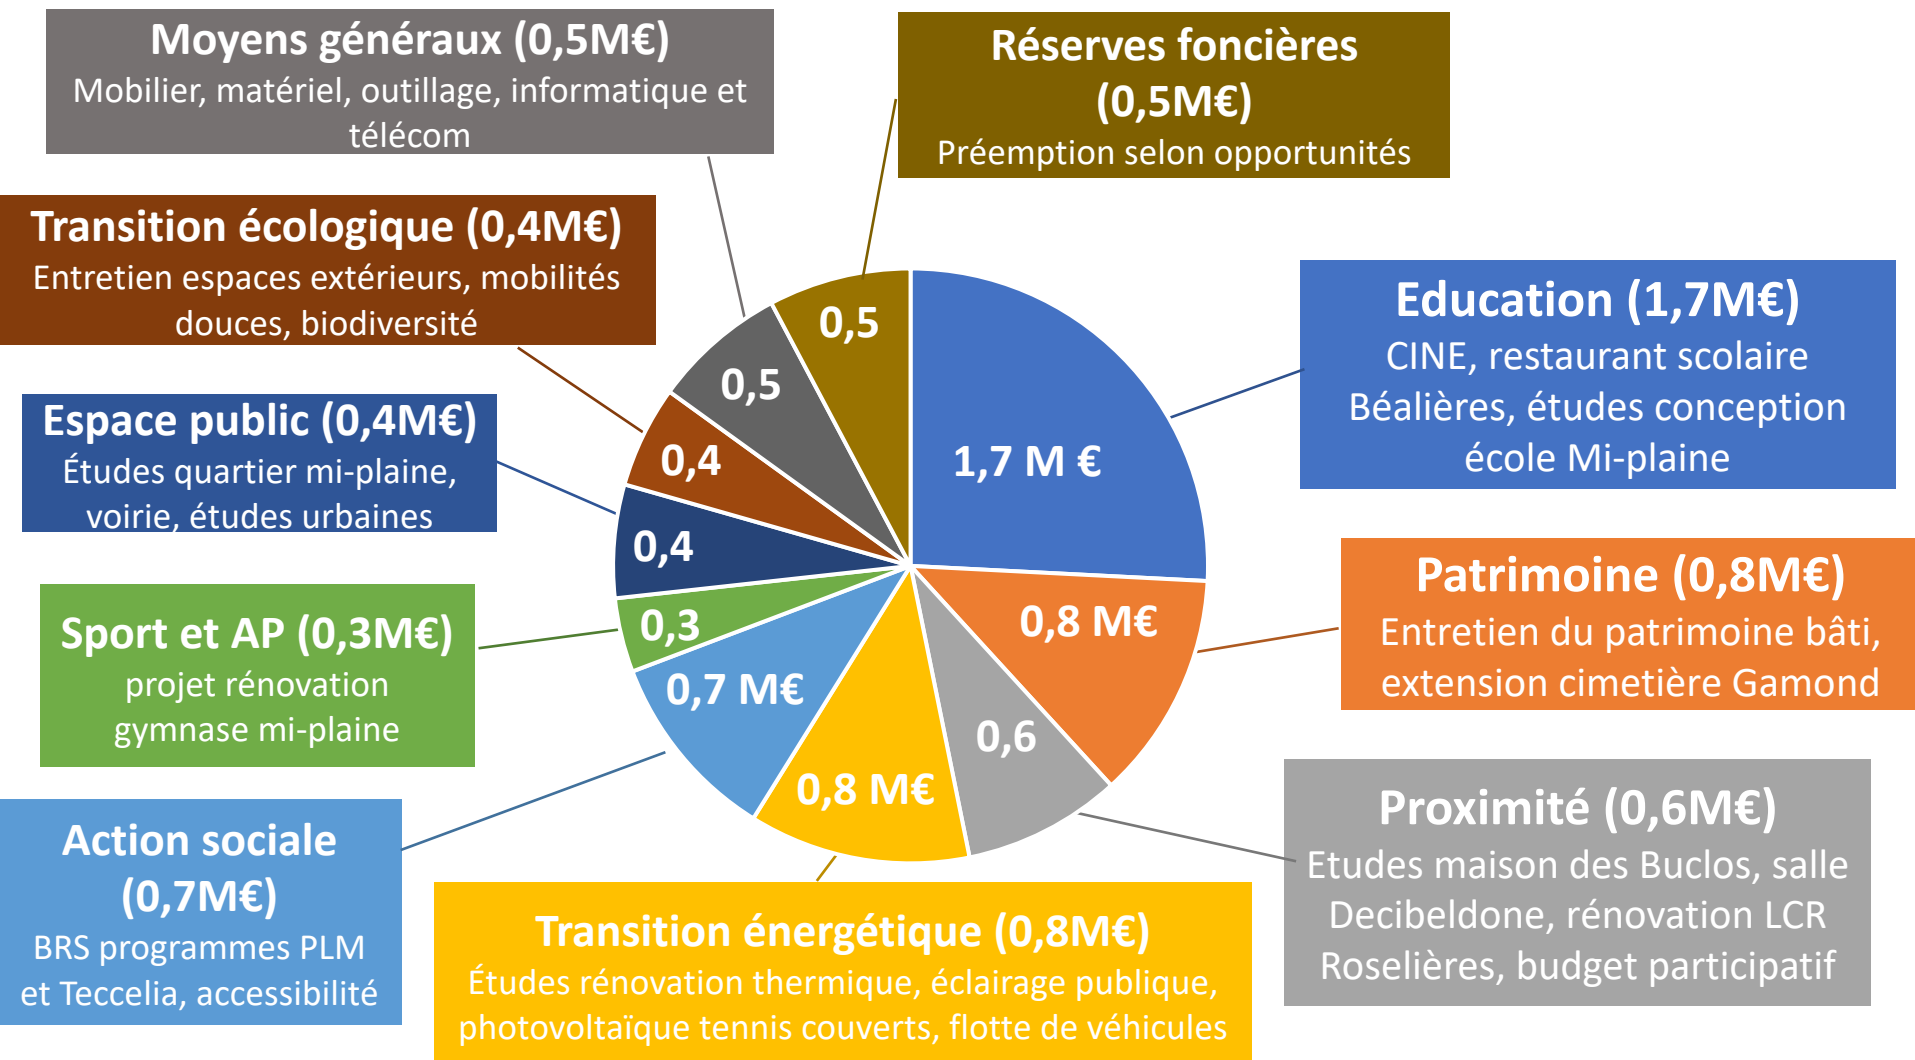 Moyens généraux (0,5M€)
Mobilier, matériel, outillage, informatique et
télécom
Réserves foncières
(0,5M€)
Préemption selon opportunités
Transition écologique (0,4M€)
Entretien espaces extérieurs, mobilités
douces, biodiversité
Education (1,7M€)
CINE, restaurant scolaire
Béalières, études conception
école Mi-plaine
Espace public (0,4M€)
Études quartier mi-plaine,
voirie, études urbaines
Patrimoine (0,8M€)
Entretien du patrimoine bâti,
extension cimetière Gamond
Sport et AP (0,3M€)
projet rénovation
gymnase mi-plaine
Proximité (0,6M€)
Etudes maison des Buclos, salle
Decibeldone, rénovation LCR
Roselières, budget participatif
Action sociale
(0,7M€)
BRS programmes PLM
et Teccelia, accessibilité
Transition énergétique (0,8M€)
Études rénovation thermique, éclairage publique,
photovoltaïque tennis couverts, flotte de véhicules
1,7 M €
0,8 M€
0,6
0,8 M€
0,7 M€
0,3
0,4
0,4
0,5
0,5